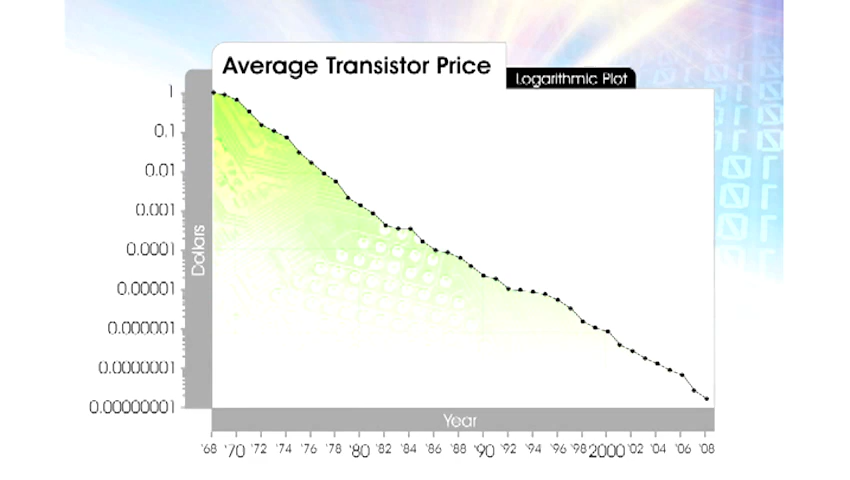 Average Transistor Price
Logarithmic Plot
1
0.1
0.01
0.001
0.0001
0.00001
0.000001
0.0000001
0.00000001
Dollars
Year
'68 '70 '72 '74 '76 '78 '80 '82 '84 '86 '88 '90 '92 '94 '96 '98 2000 '02 '04 '06 '08